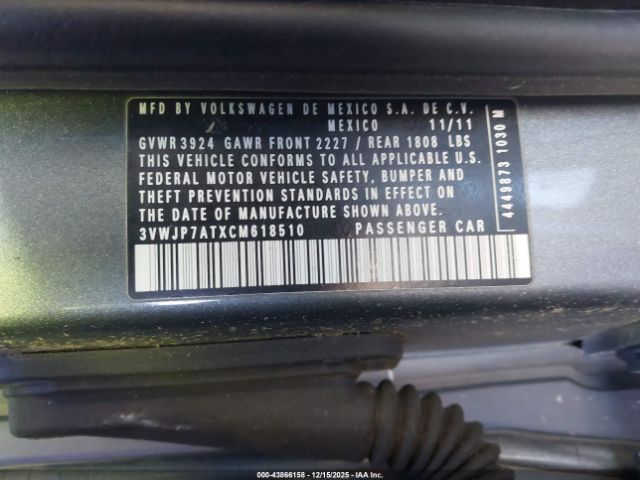 MFD BY VOLKSWAGEN DE MEXICO S.A. DE C.V.
MEXICO 11/11
GVWR 3924 GAWR FRONT 2227 / REAR 1808 LBS
THIS VEHICLE CONFORMS TO ALL APPLICABLE U.S.
FEDERAL MOTOR VEHICLE SAFETY, BUMPER AND
THEFT PREVENTION STANDARDS IN EFFECT ON
THE DATE OF MANUFACTURE SHOWN ABOVE
3VWJP7ATXCM618510 PASSENGER CAR
4449873 1030 M
000-43866158 - 12/15/2025 - IAA Inc.